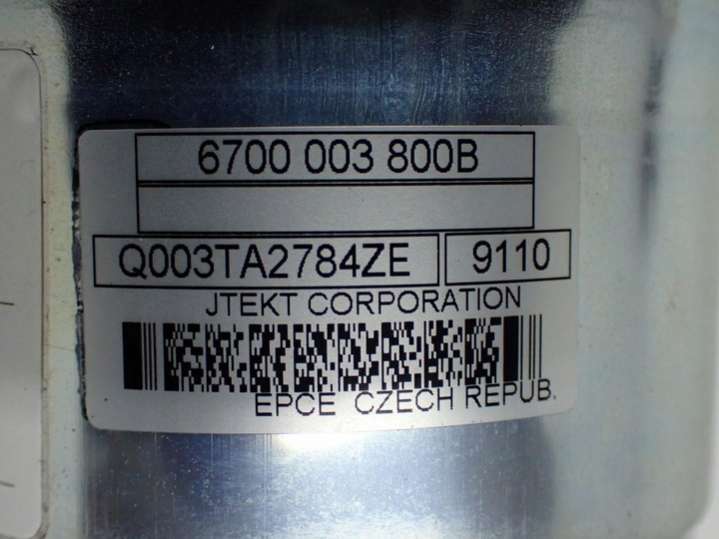 6700 003 800B
Q003TA2784ZE 9110
JTEKT CORPORATION
EPCE CZECH REPUB.